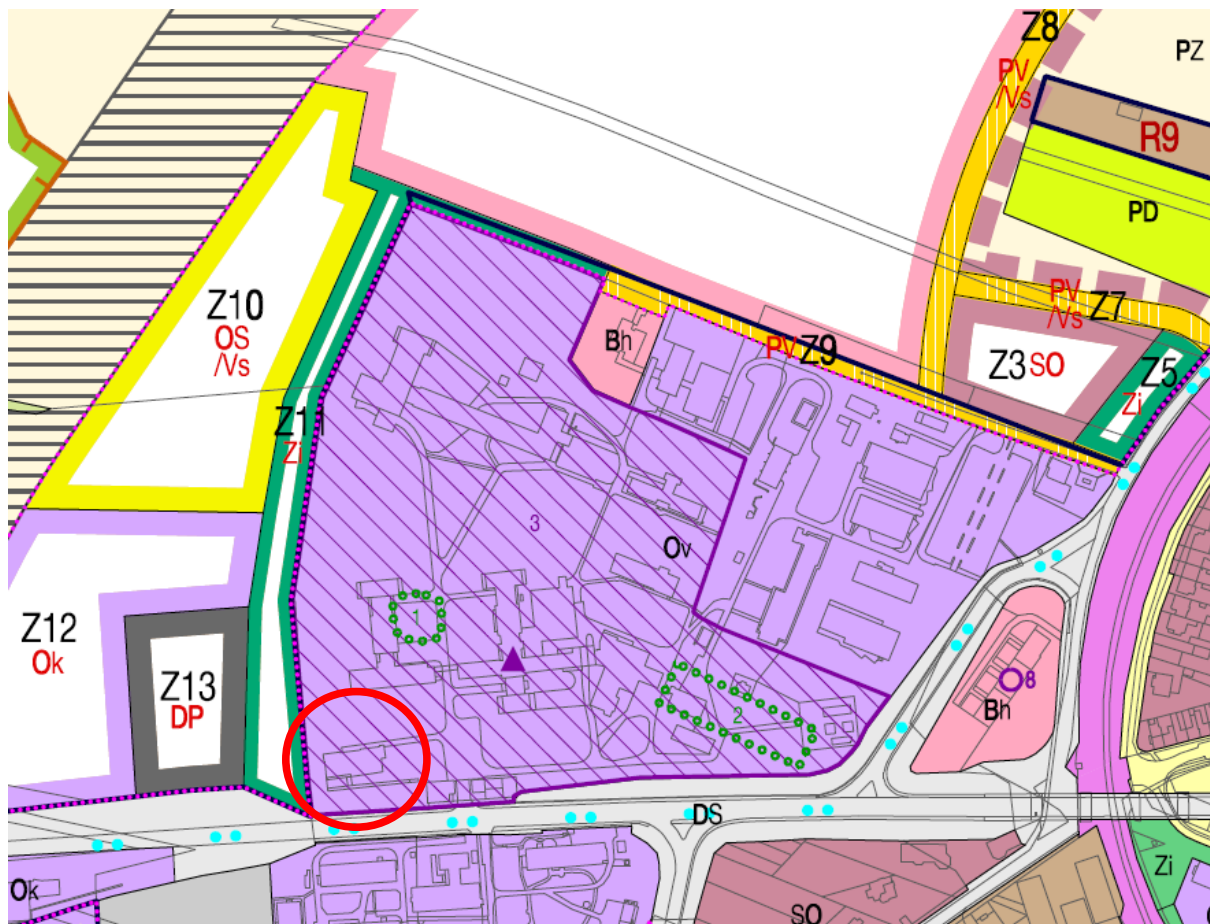 Z8
PV
/Vs
PZ
R9
PD
Z10
OS
/Vs
PV
/Vs
Z7
Bh
PV Z9
Z3 SO
Z5
Zi
Z11
Zi
3
Ov
1
Z12
Ok
Z13
DP
2
8
Bh
DS
Ok
Zi
SO